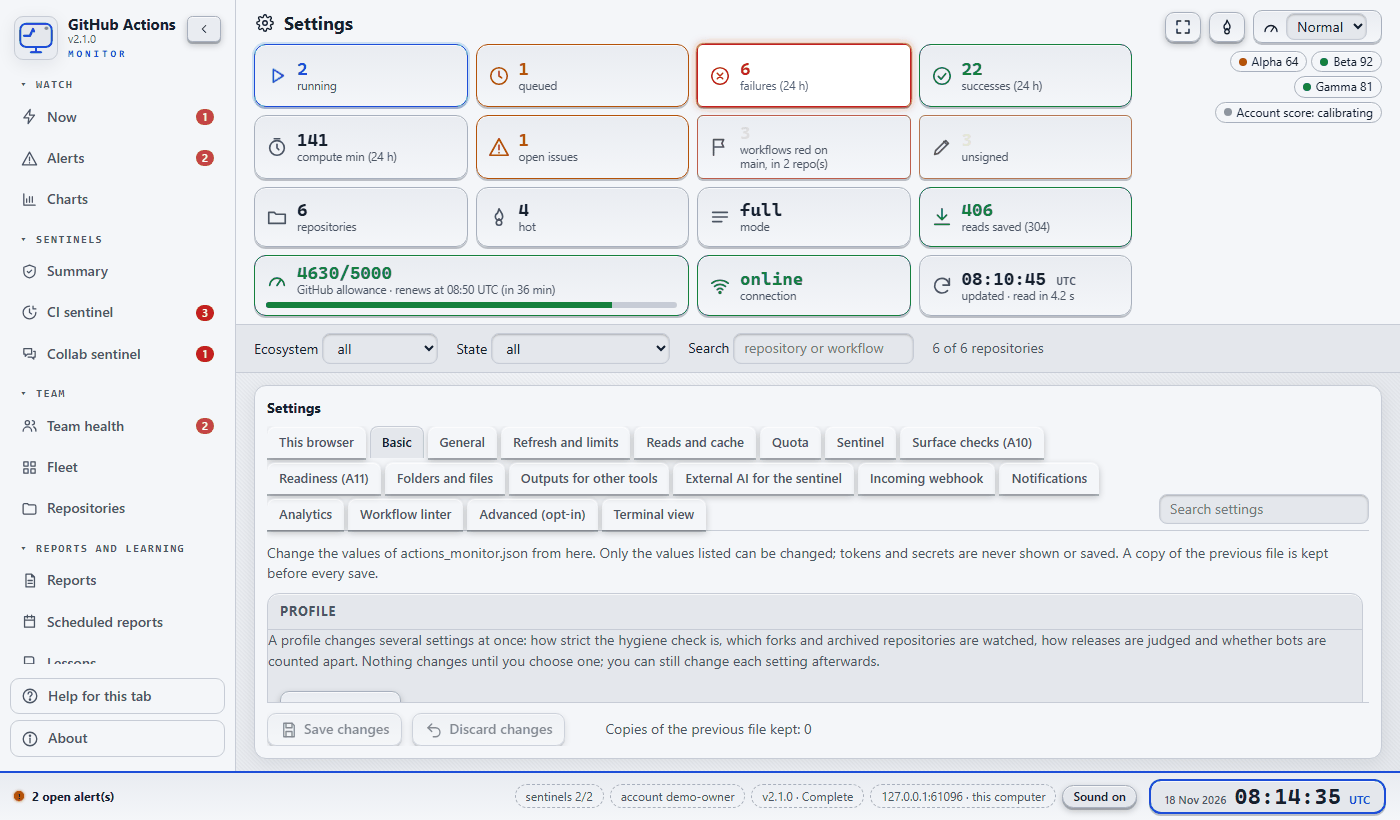 GitHub Actions
v2.1.0
MONITOR
WATCH
Now 1
Alerts 2
Charts
SENTINELS
Summary
CI sentinel 3
Collab sentinel 1
TEAM
Team health 2
Fleet
Repositories
REPORTS AND LEARNING
Reports
Scheduled reports
Lessons
Help for this tab
About
Settings
2
running
1
queued
6
failures (24 h)
22
successes (24 h)
141
compute min (24 h)
1
open issues
3
workflows red on
main, in 2 repo(s)
3
unsigned
6
repositories
4
hot
full
mode
406
reads saved (304)
4630/5000
GitHub allowance · renews at 08:50 UTC (in 36 min)
online
connection
08:10:45 UTC
updated · read in 4.2 s
Normal
Alpha 64
Beta 92
Gamma 81
Account score: calibrating
Ecosystem all State all Search repository or workflow 6 of 6 repositories
Settings
This browser Basic General Refresh and limits Reads and cache Quota Sentinel Surface checks (A10)
Readiness (A11) Folders and files Outputs for other tools External AI for the sentinel Incoming webhook Notifications
Analytics Workflow linter Advanced (opt-in) Terminal view
Search settings
Change the values of actions_monitor.json from here. Only the values listed can be changed; tokens and secrets are never shown or saved. A copy of the previous file is kept
before every save.
PROFILE
A profile changes several settings at once: how strict the hygiene check is, which forks and archived repositories are watched, how releases are judged and whether bots are
counted apart. Nothing changes until you choose one; you can still change each setting afterwards.
Save changes Discard changes Copies of the previous file kept: 0
2 open alert(s)
sentinels 2/2
account demo-owner
v2.1.0 · Complete
127.0.0.1:61096 · this computer
Sound on
18 Nov 2026 08:14:35 UTC